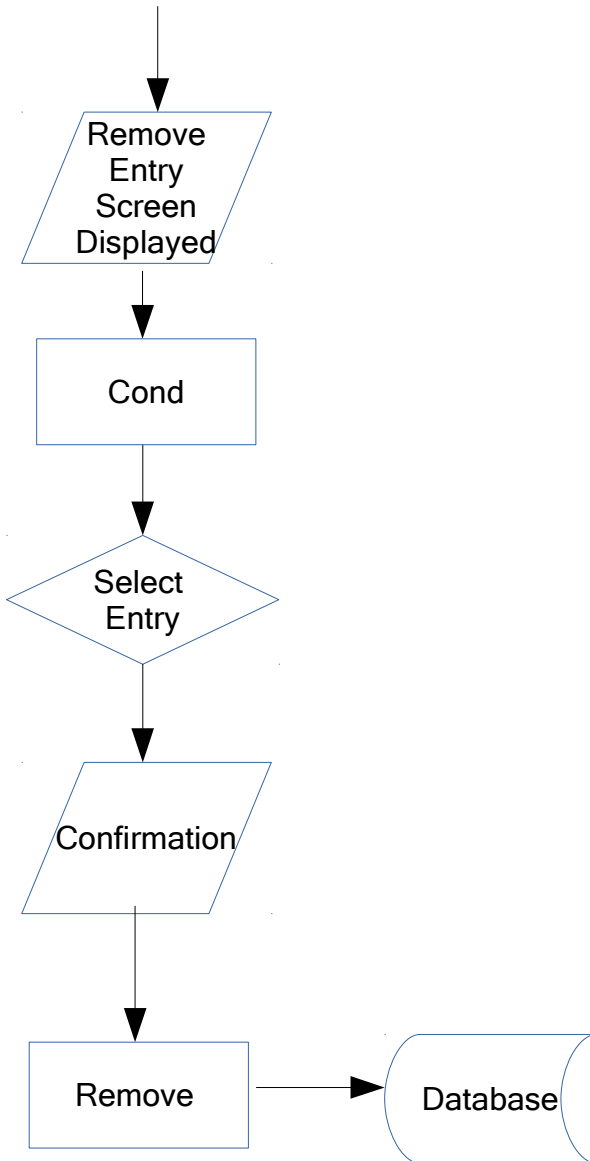 Remove
Entry
Screen
Displayed
Cond
Select
Entry
Confirmation
Remove
Database